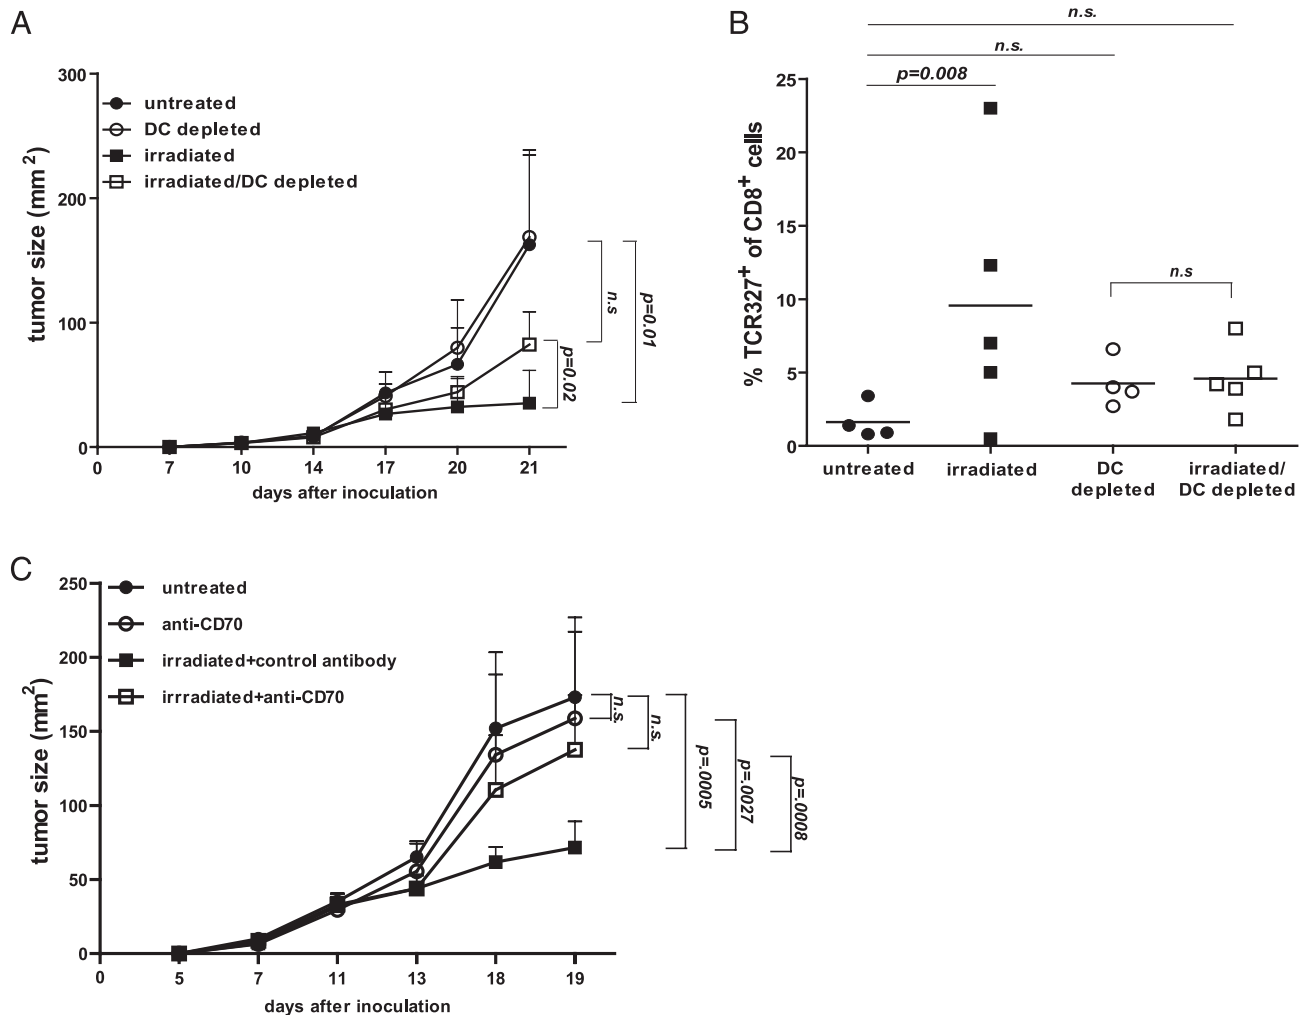 A
300
200
100
0
tumor size (mm2)
untreated
DC depleted
irradiated
irradiated/DC depleted
n.s
p=0.01
p=0.02
0 7 10 14 17 20 21
days after inoculation
B
n.s.
n.s.
p=0.008
25
20
15
10
5
0
% TCR327+ of CD8+ cells
n.s
untreated irradiated DC depleted irradiated/ DC depleted
C
250
200
150
100
50
0
tumor size (mm2)
untreated
anti-CD70
irradiated+control antibody
irrradiated+anti-CD70
n.s.
n.s.
p=.0005
p=.0027
p=.0008
0 5 7 11 13 18 19
days after inoculation